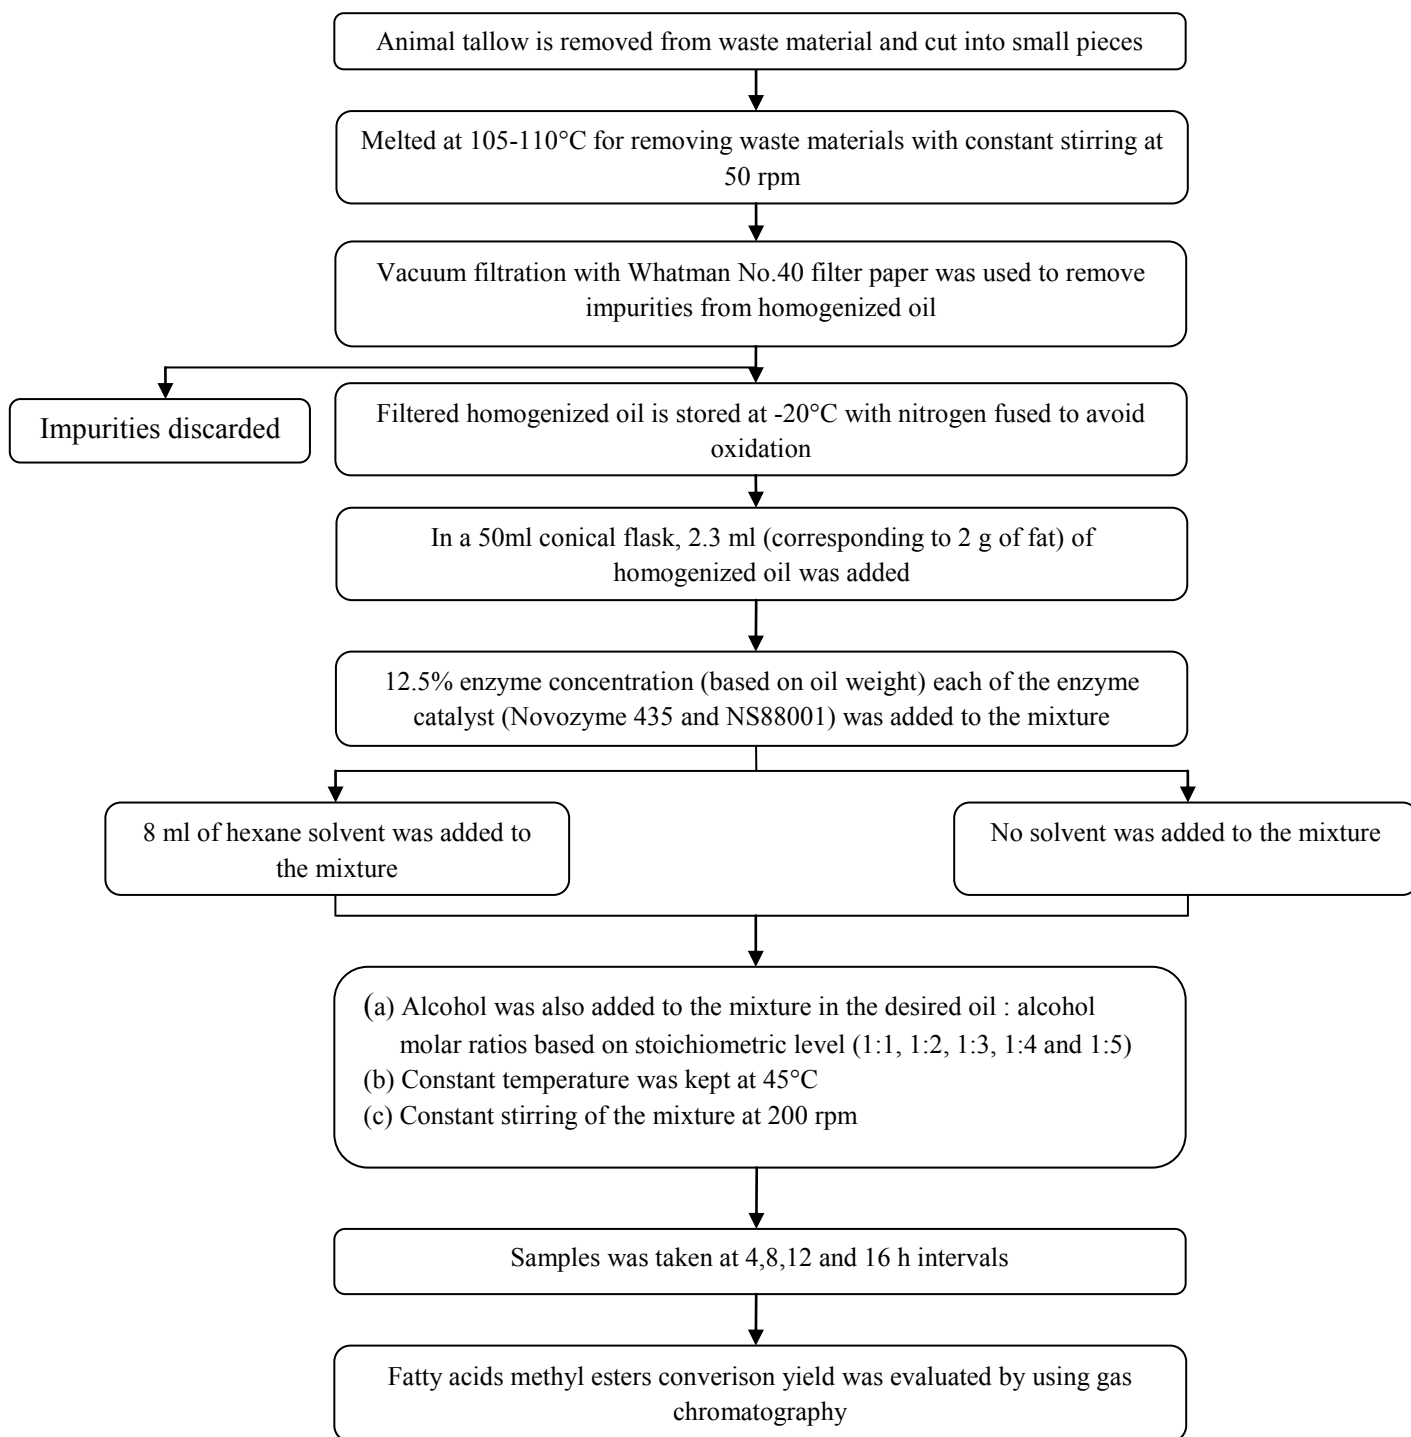 Animal tallow is removed from waste material and cut into small pieces
Melted at 105-110°C for removing waste materials with constant stirring at
50 rpm
Vacuum filtration with Whatman No.40 filter paper was used to remove
impurities from homogenized oil
Impurities discarded
Filtered homogenized oil is stored at -20°C with nitrogen fused to avoid
oxidation
In a 50ml conical flask, 2.3 ml (corresponding to 2 g of fat) of
homogenized oil was added
12.5% enzyme concentration (based on oil weight) each of the enzyme
catalyst (Novozyme 435 and NS88001) was added to the mixture
8 ml of hexane solvent was added to
the mixture
No solvent was added to the mixture
(a) Alcohol was also added to the mixture in the desired oil : alcohol
molar ratios based on stoichiometric level (1:1, 1:2, 1:3, 1:4 and 1:5)
(b) Constant temperature was kept at 45°C
(c) Constant stirring of the mixture at 200 rpm
Samples was taken at 4,8,12 and 16 h intervals
Fatty acids methyl esters converison yield was evaluated by using gas
chromatography